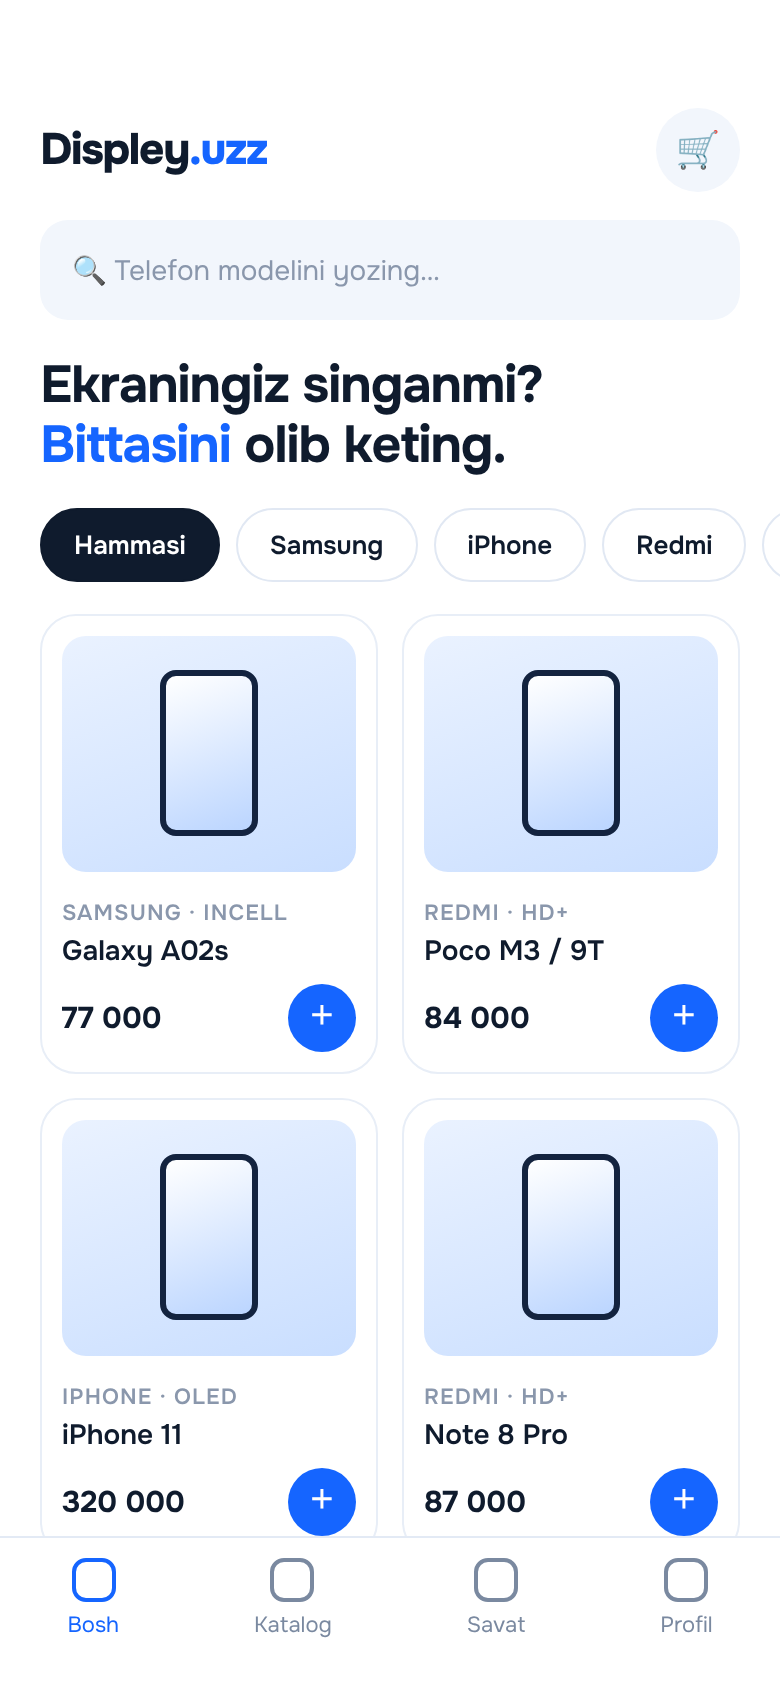 Displey.uzz
🔍 Telefon modelini yozing...
Ekraningiz singanmi?
Bittasini olib keting.
Hammasi Samsung iPhone Redmi
SAMSUNG · INCELL
Galaxy A02s
77 000 +
REDMI · HD+
Poco M3 / 9T
84 000 +
IPHONE · OLED
iPhone 11
320 000 +
REDMI · HD+
Note 8 Pro
87 000 +
Bosh Katalog Savat Profil